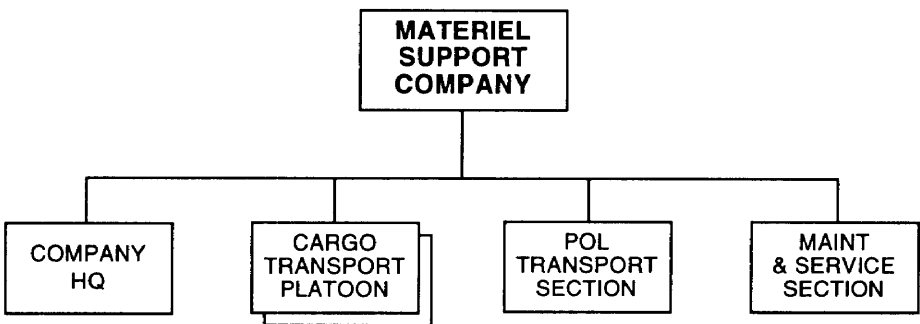 MATERIEL
SUPPORT
COMPANY
COMPANY
HQ
CARGO
TRANSPORT
PLATOON
POL
TRANSPORT
SECTION
MAINT
& SERVICE
SECTION